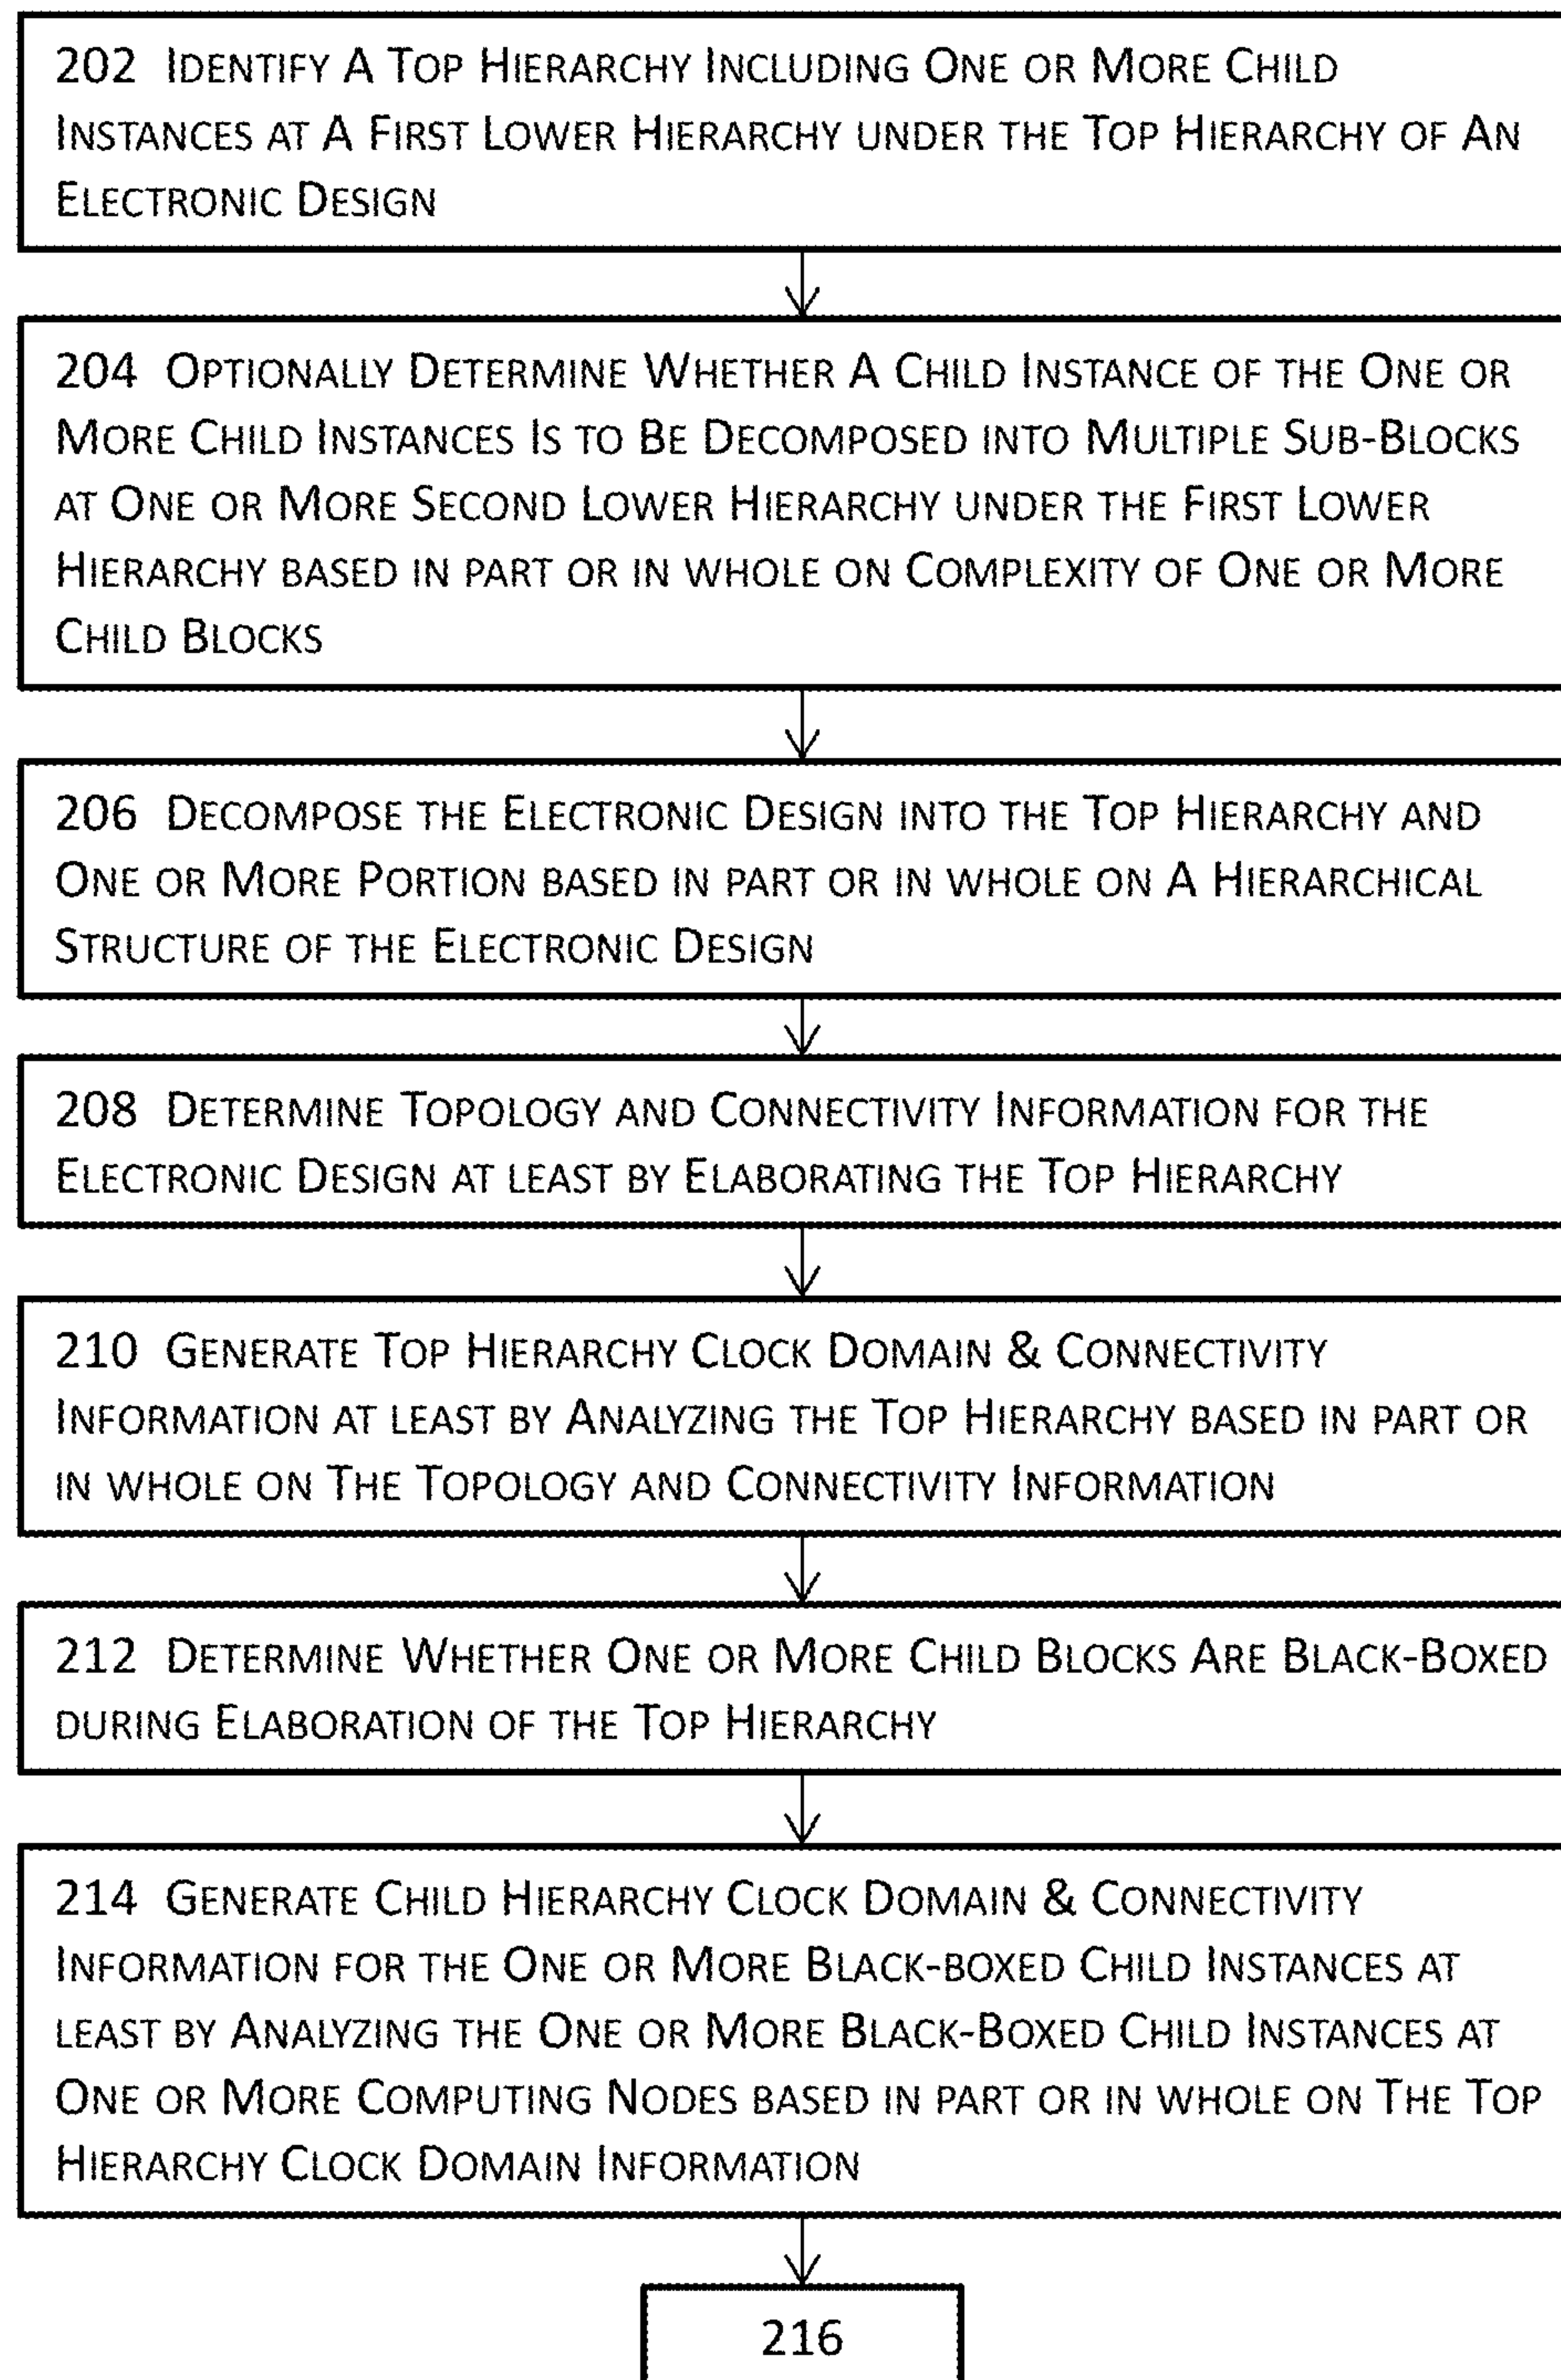 202 IDENTIFY A TOP HIERARCHY INCLUDING ONE OR MORE CHILD
INSTANCES AT A FIRST LOWER HIERARCHY UNDER THE TOP HIERARCHY OF AN
ELECTRONIC DESIGN
204 OPTIONALLY DETERMINE WHETHER A CHILD INSTANCE OF THE ONE OR
MORE CHILD INSTANCES IS TO BE DECOMPOSED INTO MULTIPLE SUB-BLOCKS
AT ONE OR MORE SECOND LOWER HIERARCHY UNDER THE FIRST LOWER
HIERARCHY BASED IN PART OR IN WHOLE ON COMPLEXITY OF ONE OR MORE
CHILD BLOCKS
206 DECOMPOSE THE ELECTRONIC DESIGN INTO THE TOP HIERARCHY AND
ONE OR MORE PORTION BASED IN PART OR IN WHOLE ON A HIERARCHICAL
STRUCTURE OF THE ELECTRONIC DESIGN
208 DETERMINE TOPOLOGY AND CONNECTIVITY INFORMATION FOR THE
ELECTRONIC DESIGN AT LEAST BY ELABORATING THE TOP HIERARCHY
210 GENERATE TOP HIERARCHY CLOCK DOMAIN & CONNECTIVITY
INFORMATION AT LEAST BY ANALYZING THE TOP HIERARCHY BASED IN PART OR
IN WHOLE ON THE TOPOLOGY AND CONNECTIVITY INFORMATION
212 DETERMINE WHETHER ONE OR MORE CHILD BLOCKS ARE BLACK-BOXED
DURING ELABORATION OF THE TOP HIERARCHY
214 GENERATE CHILD HIERARCHY CLOCK DOMAIN & CONNECTIVITY
INFORMATION FOR THE ONE OR MORE BLACK-BOXED CHILD INSTANCES AT
LEAST BY ANALYZING THE ONE OR MORE BLACK-BOXED CHILD INSTANCES AT
ONE OR MORE COMPUTING NODES BASED IN PART OR IN WHOLE ON THE TOP
HIERARCHY CLOCK DOMAIN INFORMATION
216